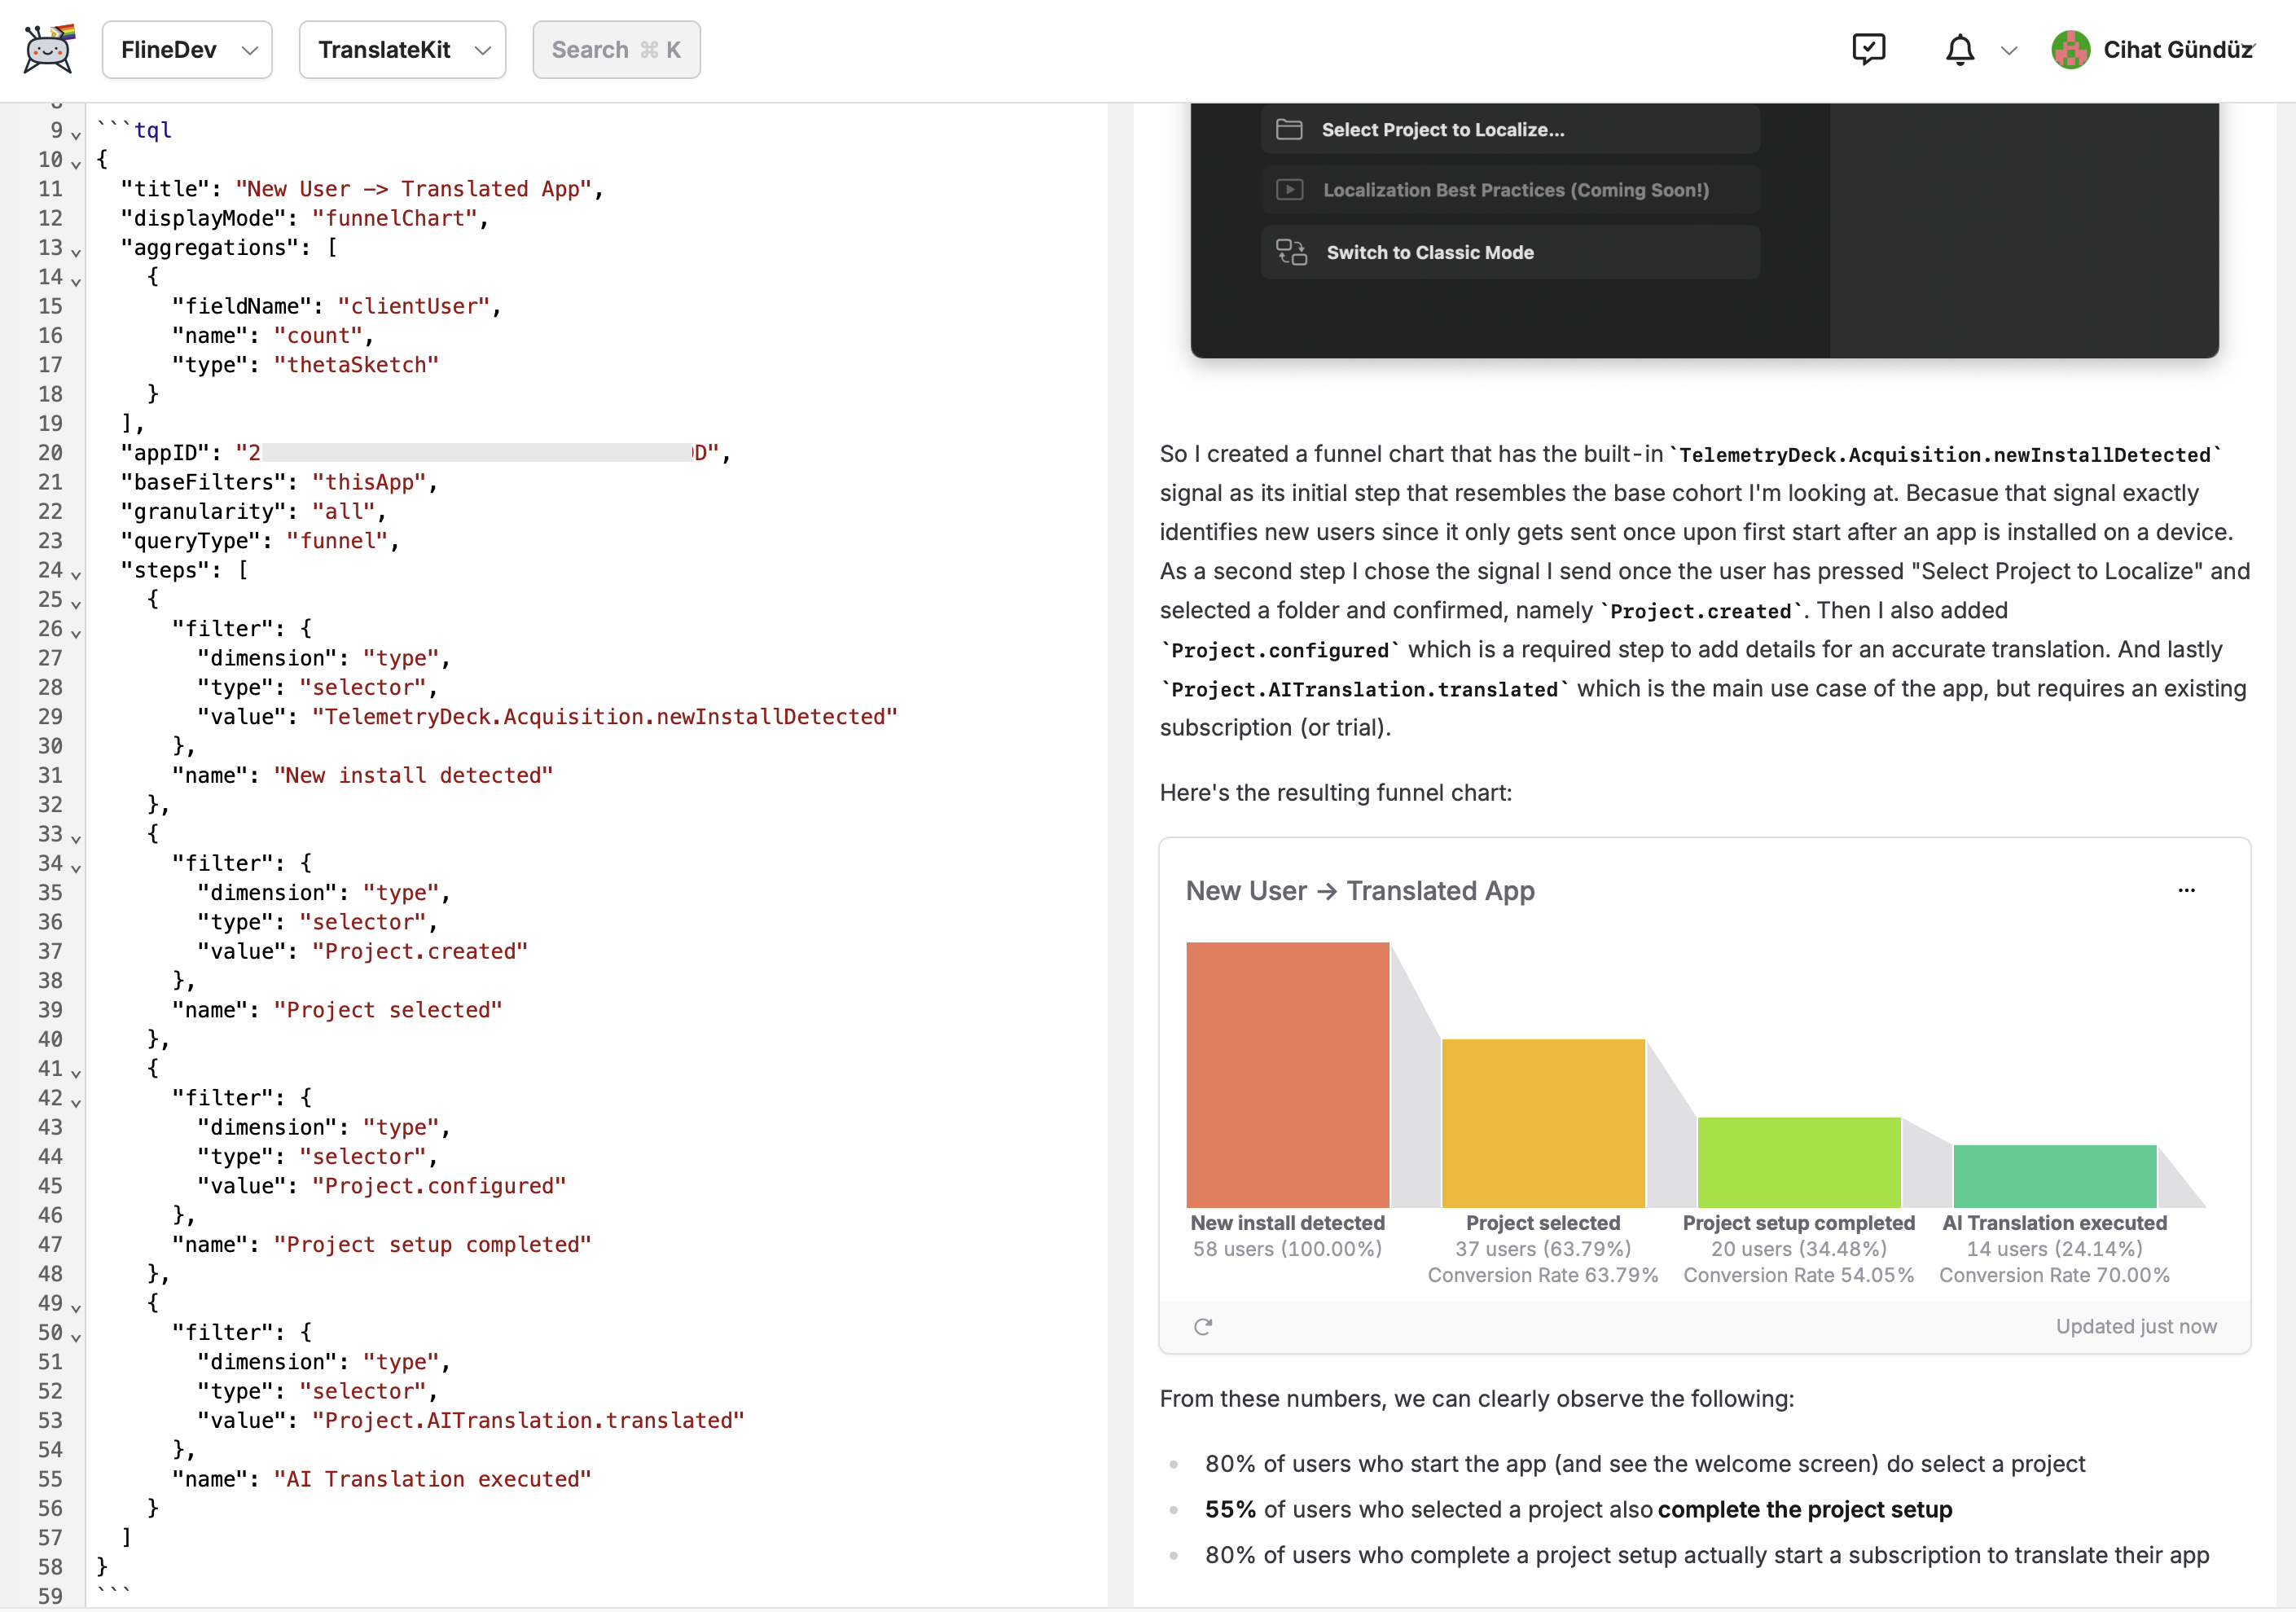 FlineDev
TranslateKit
Search ⌘ K
Cihat Gündüz
8
9 ```tql
10 {
11 "title": "New User -> Translated App",
12 "displayMode": "funnelChart",
13 "aggregations": [
14 {
15 "fieldName": "clientUser",
16 "name": "count",
17 "type": "thetaSketch"
18 }
19 ],
20 "appID": "2 D",
21 "baseFilters": "thisApp",
22 "granularity": "all",
23 "queryType": "funnel",
24 "steps": [
25 {
26 "filter": {
27 "dimension": "type",
28 "type": "selector",
29 "value": "TelemetryDeck.Acquisition.newInstallDetected"
30 },
31 "name": "New install detected"
32 },
33 {
34 "filter": {
35 "dimension": "type",
36 "type": "selector",
37 "value": "Project.created"
38 },
39 "name": "Project selected"
40 },
41 {
42 "filter": {
43 "dimension": "type",
44 "type": "selector",
45 "value": "Project.configured"
46 },
47 "name": "Project setup completed"
48 },
49 {
50 "filter": {
51 "dimension": "type",
52 "type": "selector",
53 "value": "Project.AITranslation.translated"
54 },
55 "name": "AI Translation executed"
56 }
57 ]
58 }
59 ```
Select Project to Localize...
Localization Best Practices (Coming Soon!)
Switch to Classic Mode
So I created a funnel chart that has the built-in `TelemetryDeck.Acquisition.newInstallDetected`
signal as its initial step that resembles the base cohort I'm looking at. Becasue that signal exactly
identifies new users since it only gets sent once upon first start after an app is installed on a device.
As a second step I chose the signal I send once the user has pressed "Select Project to Localize" and
selected a folder and confirmed, namely `Project.created`. Then I also added
`Project.configured` which is a required step to add details for an accurate translation. And lastly
`Project.AITranslation.translated` which is the main use case of the app, but requires an existing
subscription (or trial).
Here's the resulting funnel chart:
New User → Translated App
...
New install detected
58 users (100.00%)
Project selected
37 users (63.79%)
Conversion Rate 63.79%
Project setup completed
20 users (34.48%)
Conversion Rate 54.05%
AI Translation executed
14 users (24.14%)
Conversion Rate 70.00%
Updated just now
From these numbers, we can clearly observe the following:
• 80% of users who start the app (and see the welcome screen) do select a project
• 55% of users who selected a project also complete the project setup
• 80% of users who complete a project setup actually start a subscription to translate their app